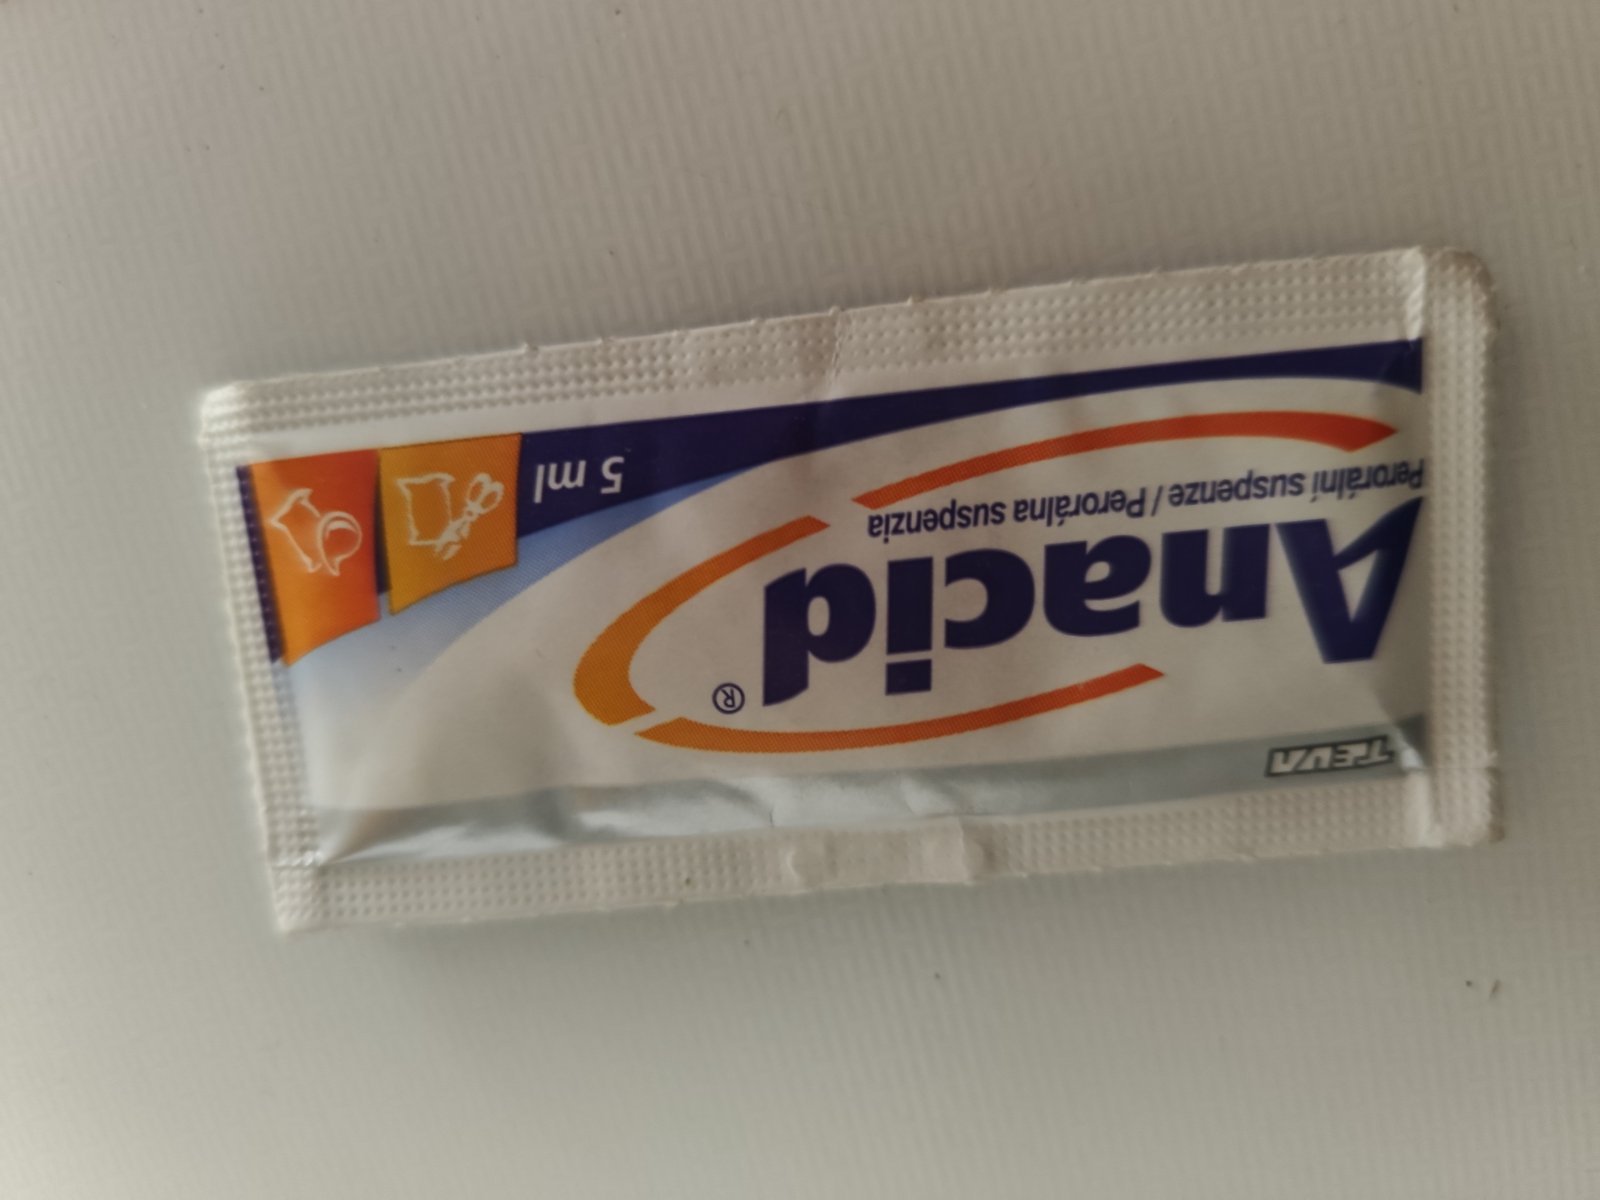 TEVA
Anacid®
Perorální suspenze / Perorálna suspenzia
5 ml